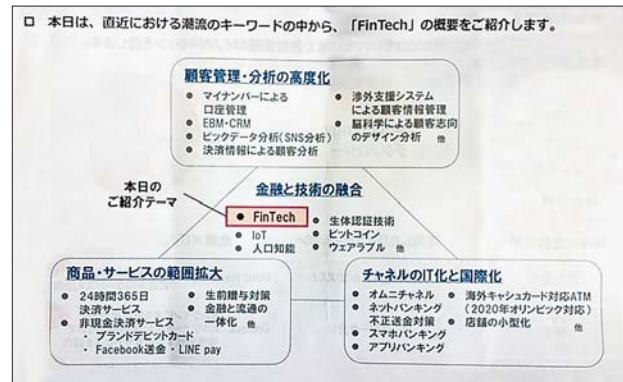 □ 本日は、直近における潮流のキーワードの中から、「FinTech」の概要をご紹介します。
顧客管理・分析の高度化
● マイナンバーによる
口座管理
● EBM・CRM
● ビックデータ分析(SNS分析)
● 決済情報による顧客分析
● 渉外支援システム
による顧客情報管理
● 脳科学による顧客志向
のデザイン分析 他
本日の
ご紹介テーマ
金融と技術の融合
● FinTech
● IoT
● 人口知能
● 生体認証技術
● ビットコイン
● ウェアラブル 他
商品・サービスの範囲拡大
● 24時間365日
決済サービス
● 非現金決済サービス
・ ブランドデビットカード
・ Facebook送金・LINE pay
● 生前贈与対策
● 金融と流通の
一体化 他
チャネルのIT化と国際化
● オムニチャネル
● ネットバンキング
不正送金対策
● スマホバンキング
● アプリバンキング
● 海外キャシュカード対応ATM
(2020年オリンピック対応)
● 店舗の小型化 他